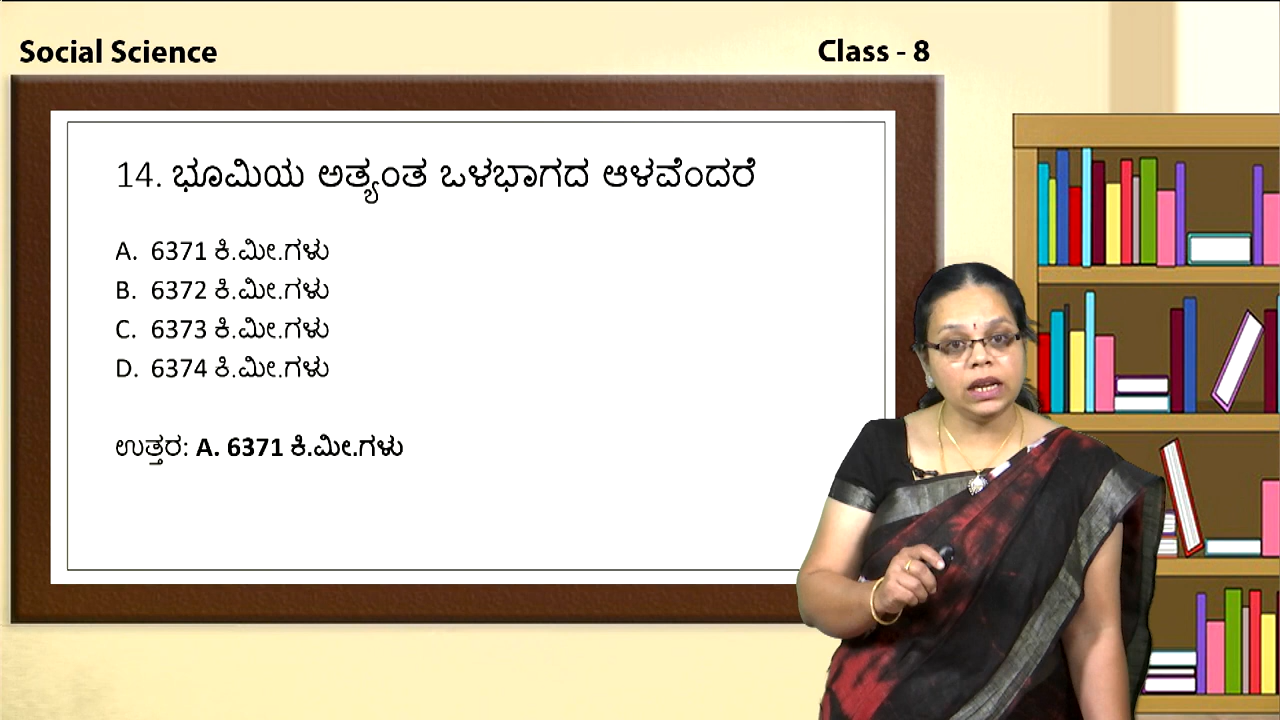 Social Science
Class - 8
14. ಭೂಮಿಯ ಅತ್ಯಂತ ಒಳಭಾಗದ ಆಳವೆಂದರೆ
A. 6371 ಕಿ.ಮೀ.ಗಳು
B. 6372 ಕಿ.ಮೀ.ಗಳು
C. 6373 ಕಿ.ಮೀ.ಗಳು
D. 6374 ಕಿ.ಮೀ.ಗಳು
ಉತ್ತರ: A. 6371 ಕಿ.ಮೀ.ಗಳು